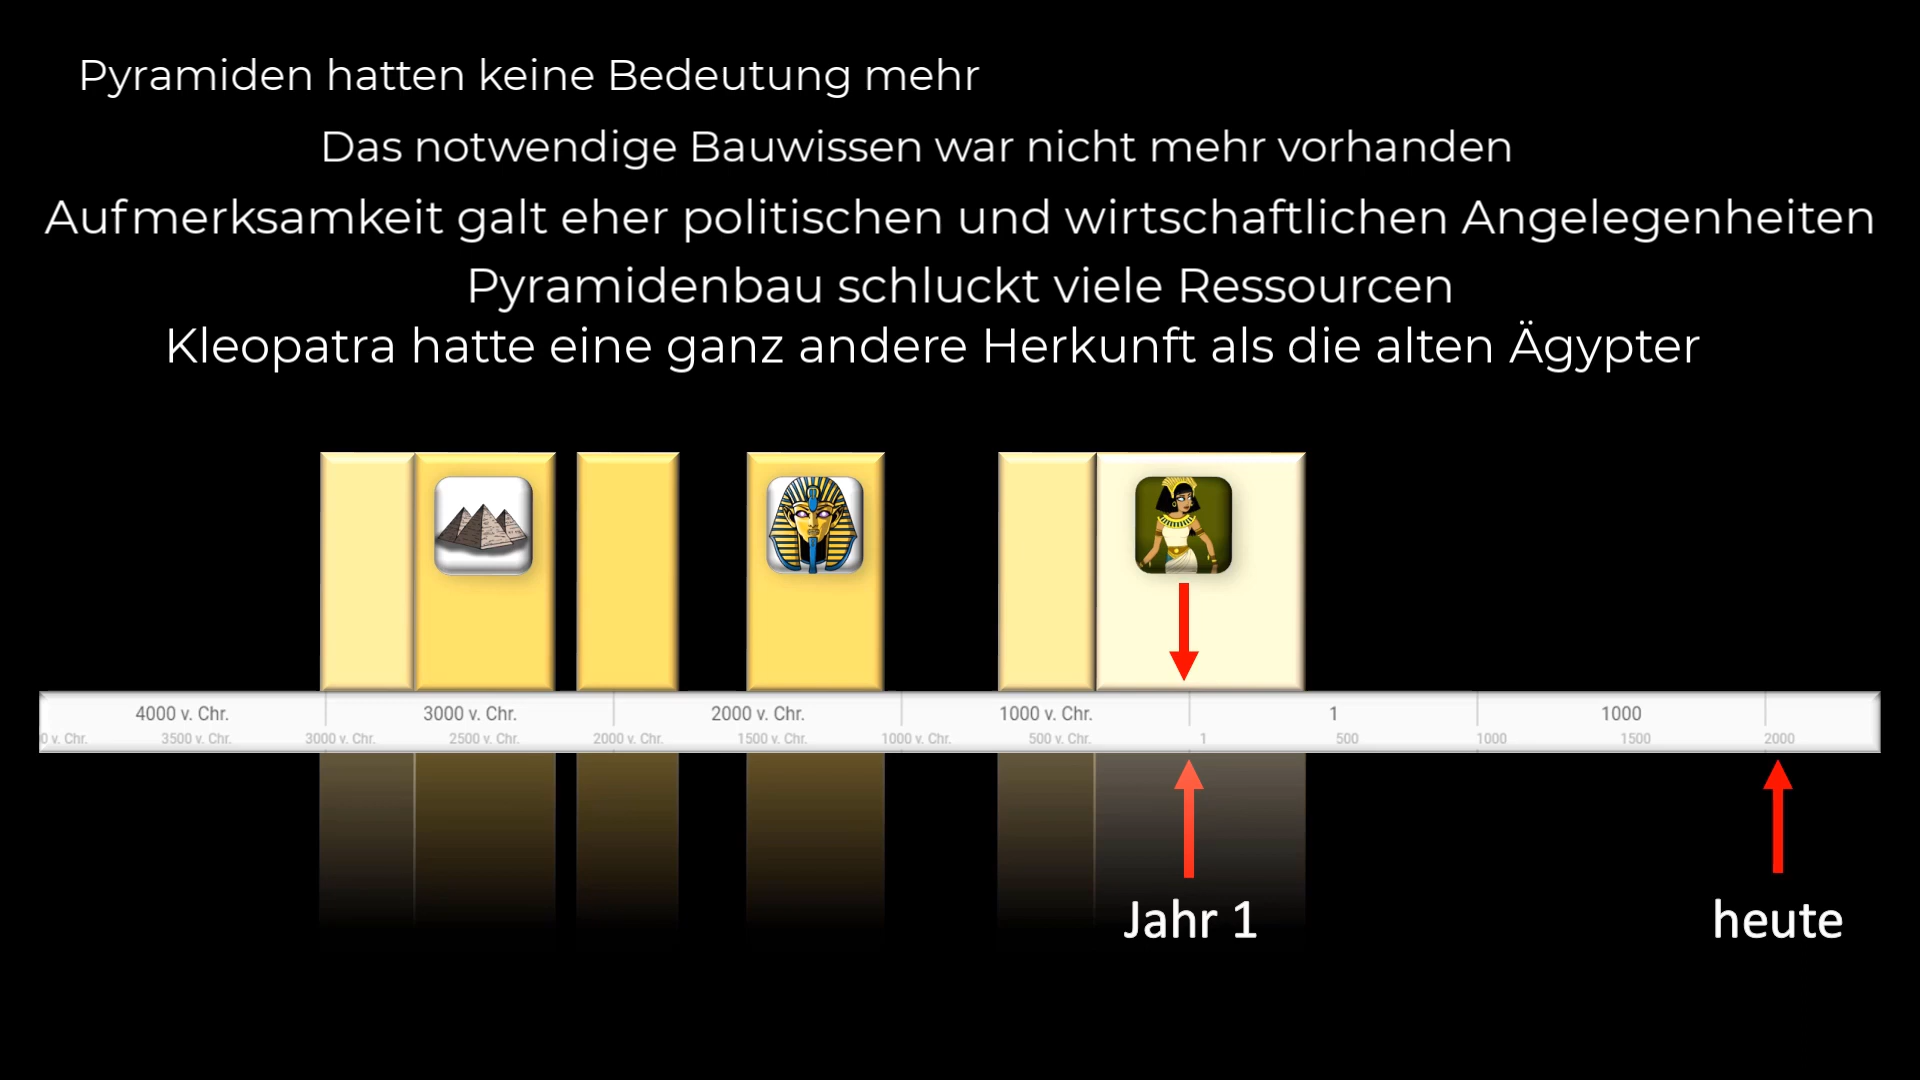 Pyramiden hatten keine Bedeutung mehr
Das notwendige Bauwissen war nicht mehr vorhanden
Aufmerksamkeit galt eher politischen und wirtschaftlichen Angelegenheiten
Pyramidenbau schluckt viele Ressourcen
Kleopatra hatte eine ganz andere Herkunft als die alten Ägypter
4000 v. Chr. 3000 v. Chr. 2000 v. Chr. 1000 v. Chr. 1 1000
0 v. Chr. 3500 v. Chr. 3000 v. Chr. 2500 v. Chr. 2000 v. Chr. 1500 v. Chr. 1000 v. Chr. 500 v. Chr. 1 500 1000 1500 2000
Jahr 1 heute